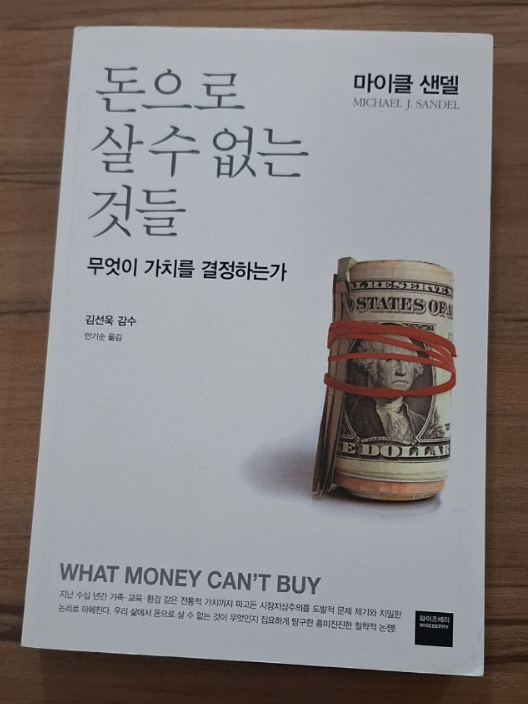 돈으로
살 수 없는
것들
마이클 샌델
MICHAEL J. SANDEL
무엇이 가치를 결정하는가
김선욱 감수
안기순 옮김
AL RESERVE
STATES OF A
E DOLLAR
WHAT MONEY CAN'T BUY
지난 수십 년간 가족·교육·환경 같은 전통적 가치까지 파고든 시장지상주의를 도발적 문제 제기와 치밀한
논리로 파헤친다. 우리 삶에서 돈으로 살 수 없는 것이 무엇인지 집요하게 탐구한 흥미진진한 철학적 논쟁!
와이즈베리
WISEBERRY